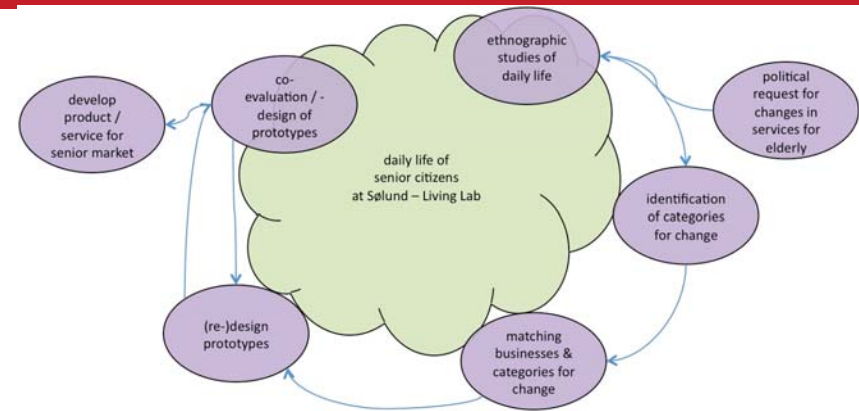 ethnographic
studies of
daily life
political
request for
changes in
services for
elderly
co-
evaluation / -
design of
prototypes
develop
product /
service for
senior market
daily life of
senior citizens
at Sølund – Living Lab
identification
of categories
for change
(re-)design
prototypes
matching
businesses &
categories for
change